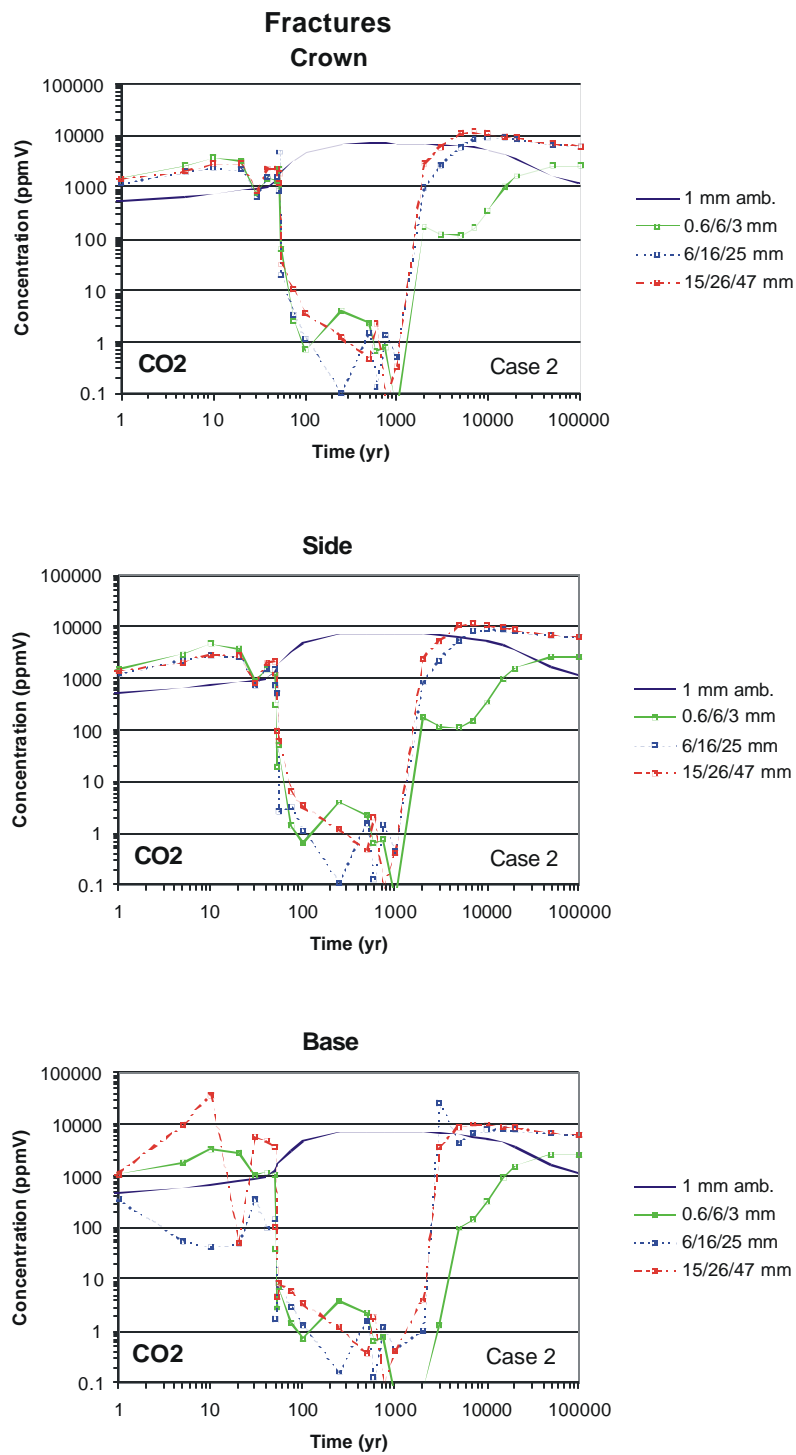 Fractures
Crown
100000
10000
1000
100
10
1
0.1
Concentration (ppmV)
CO2
Case 2
1 10 100 1000 10000 100000
Time (yr)
1 mm amb.
0.6/6/3 mm
6/16/25 mm
15/26/47 mm
Side
100000
10000
1000
100
10
1
0.1
Concentration (ppmV)
CO2
Case 2
1 10 100 1000 10000 100000
Time (yr)
1 mm amb.
0.6/6/3 mm
6/16/25 mm
15/26/47 mm
Base
100000
10000
1000
100
10
1
0.1
Concentration (ppmV)
CO2
Case 2
1 10 100 1000 10000 100000
Time (yr)
1 mm amb.
0.6/6/3 mm
6/16/25 mm
15/26/47 mm